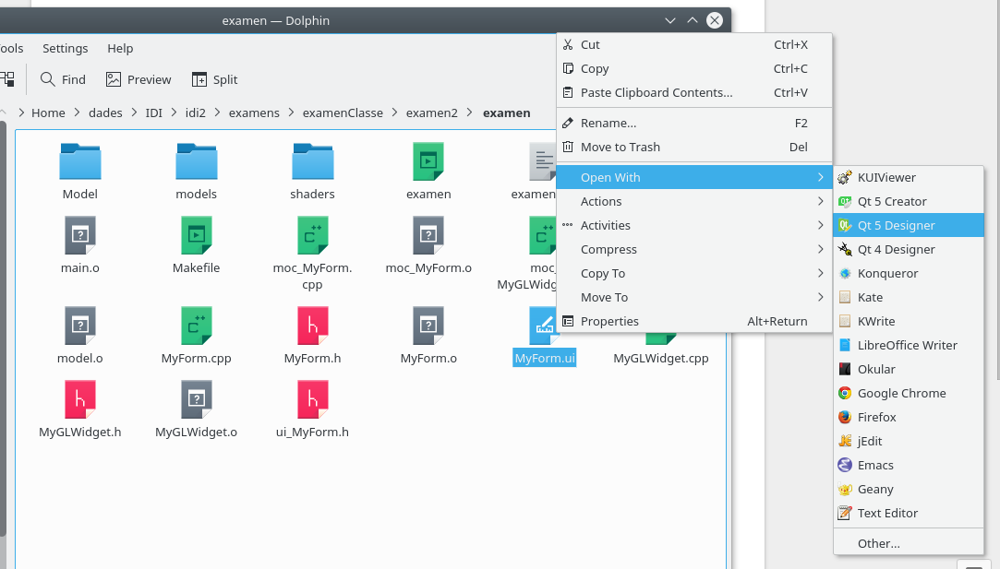 examen — Dolphin
ools Settings Help
Find Preview Split
Home dades IDI idi2 examens examenClasse examen2 examen
Model models shaders examen examen
main.o Makefile moc_MyForm.cpp moc_MyForm.o moc_MyGLWidg
model.o MyForm.cpp MyForm.h MyForm.o MyForm.ui MyGLWidget.cpp
MyGLWidget.h MyGLWidget.o ui_MyForm.h
Cut Ctrl+X
Copy Ctrl+C
Paste Clipboard Contents... Ctrl+V
Rename... F2
Move to Trash Del
Open With
Actions
Activities
Compress
Copy To
Move To
Properties Alt+Return
KUIViewer
Qt 5 Creator
Qt 5 Designer
Qt 4 Designer
Konqueror
Kate
KWrite
LibreOffice Writer
Okular
Google Chrome
Firefox
jEdit
Emacs
Geany
Text Editor
Other...